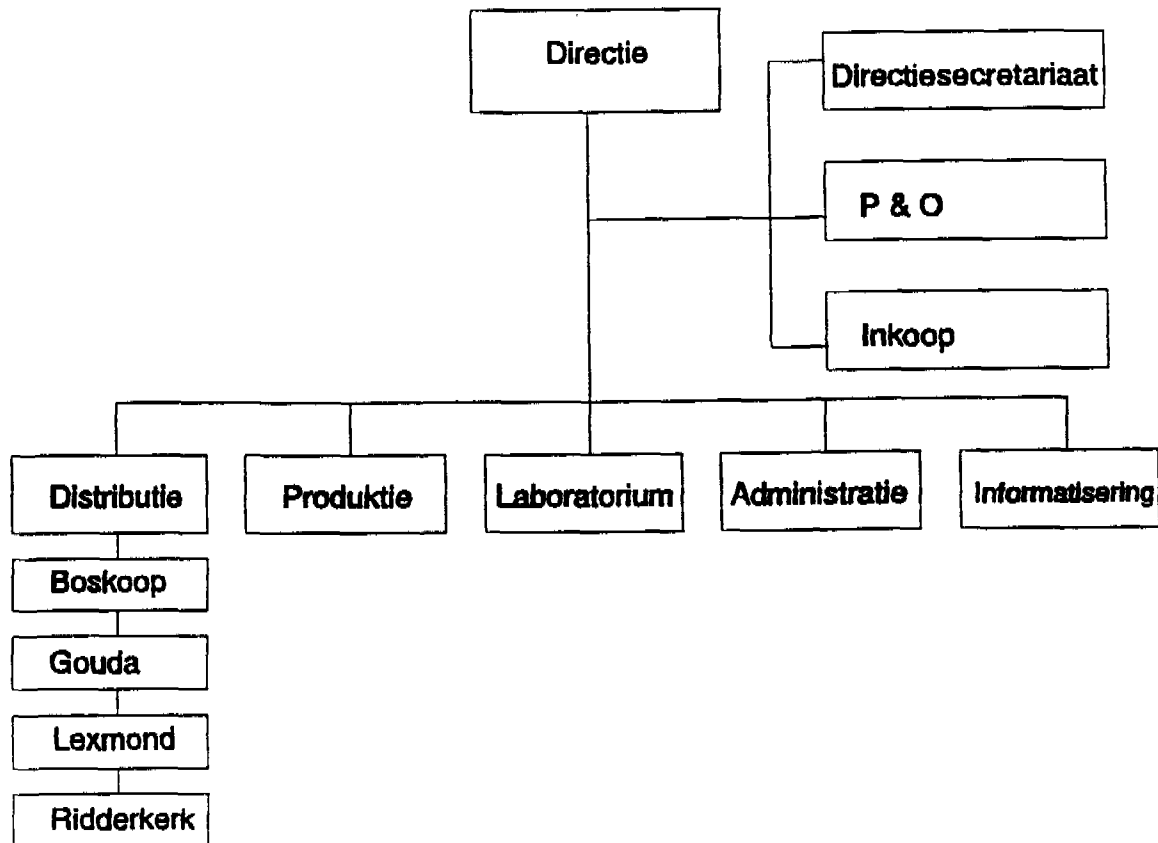 Directie
Directiesecretariaat
P & O
Inkoop
Distributie
Produktie
Laboratorium
Administratie
Informatisering
Boskoop
Gouda
Lexmond
Ridderkerk